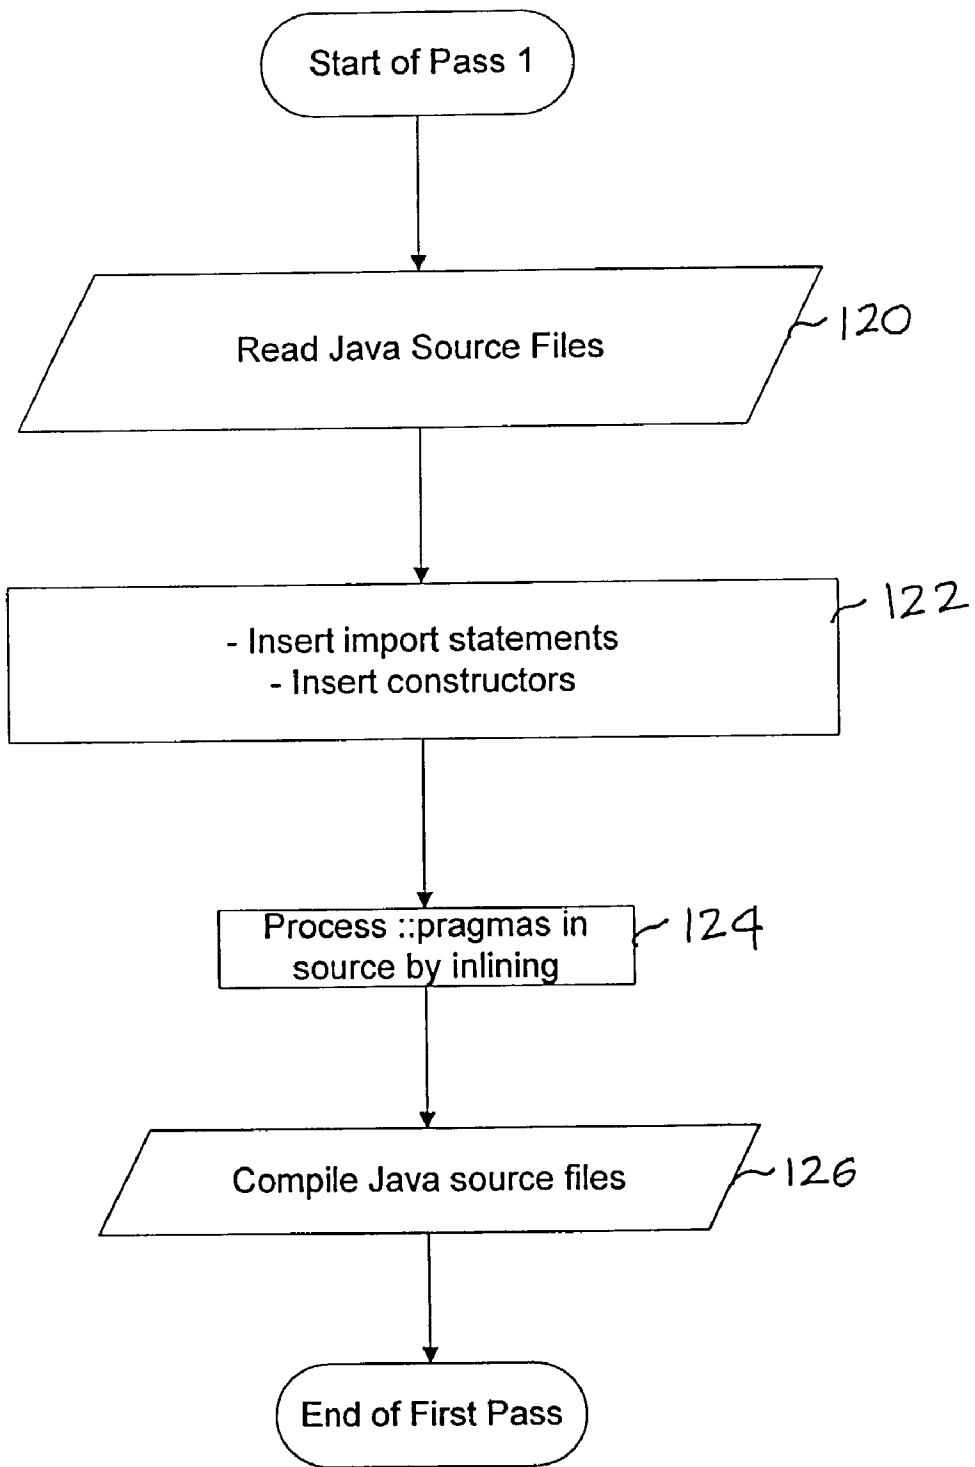 Start of Pass 1
Read Java Source Files
120
- Insert import statements
- Insert constructors
122
Process ::pragmas in
source by inlining
124
Compile Java source files
126
End of First Pass